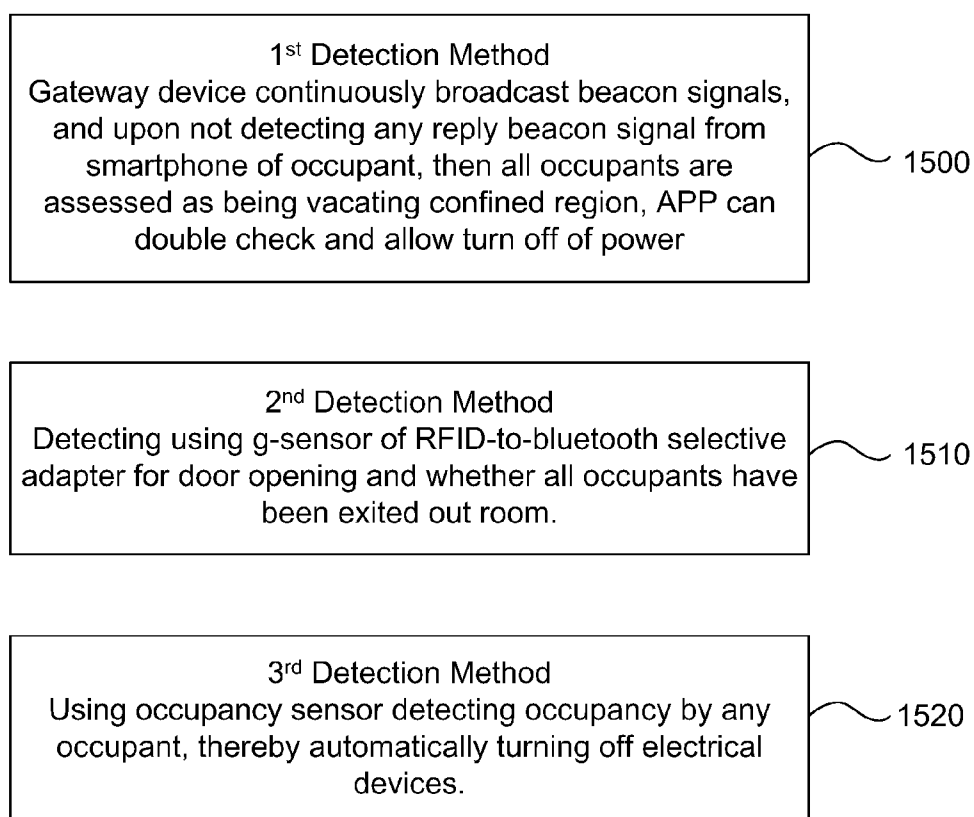 1st Detection Method
Gateway device continuously broadcast beacon signals,
and upon not detecting any reply beacon signal from
smartphone of occupant, then all occupants are
assessed as being vacating confined region, APP can
double check and allow turn off of power
1500
2nd Detection Method
Detecting using g-sensor of RFID-to-bluetooth selective
adapter for door opening and whether all occupants have
been exited out room.
1510
3rd Detection Method
Using occupancy sensor detecting occupancy by any
occupant, thereby automatically turning off electrical
devices.
1520